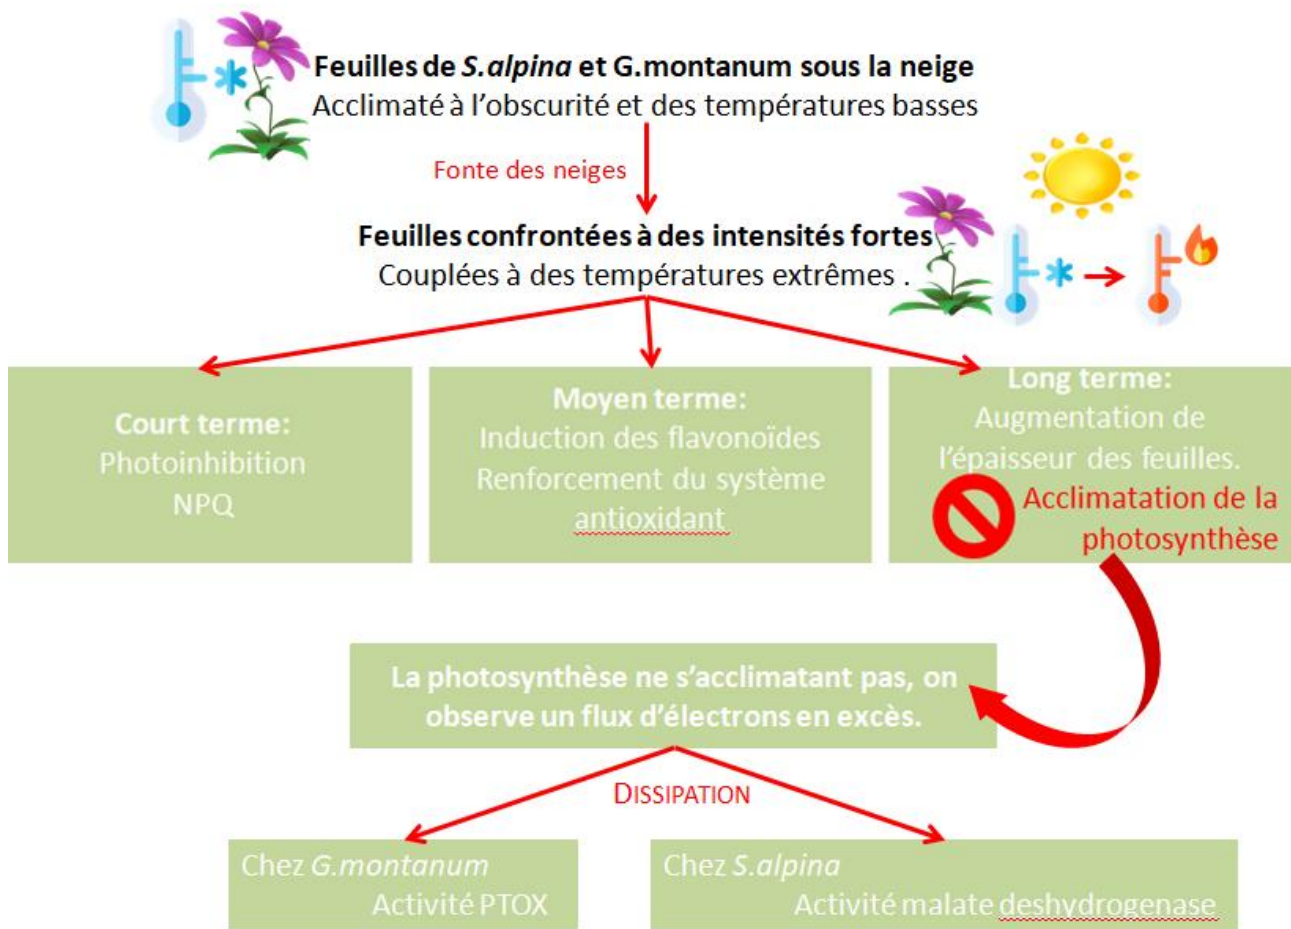 Feuilles de S.alpina et G.montanum sous la neige
Acclimaté à l'obscurité et des températures basses
Fonte des neiges
Feuilles confrontées à des intensités fortes
Couplées à des températures extrêmes .
Court terme:
Photoinhibition
NPQ
Moyen terme:
Induction des flavonoïdes
Renforcement du système
antioxidant
Long terme:
Augmentation de
l'épaisseur des feuilles.
Acclimatation de la
photosynthèse
La photosynthèse ne s'acclimatant pas, on
observe un flux d'électrons en excès.
DISSIPATION
Chez G.montanum
Activité PTOX
Chez S.alpina
Activité malate deshydrogenase